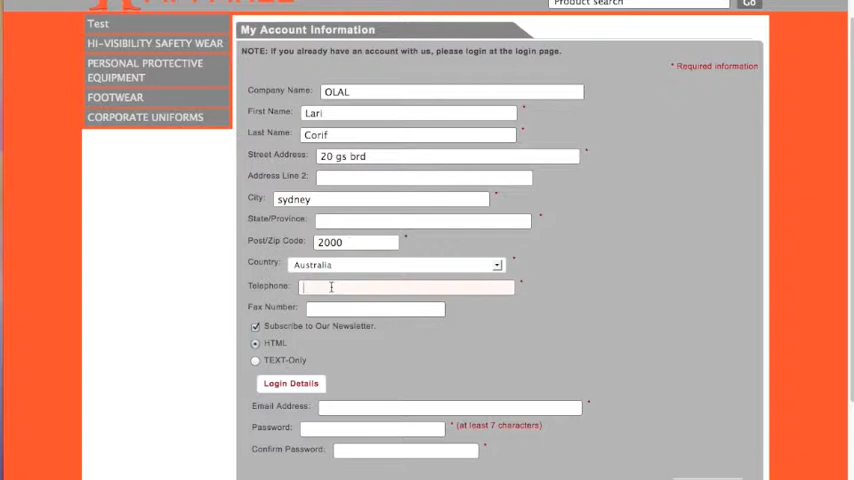 Product search
Go
Test
HI-VISIBILITY SAFETY WEAR
PERSONAL PROTECTIVE
EQUIPMENT
FOOTWEAR
CORPORATE UNIFORMS
My Account Information
NOTE: If you already have an account with us, please login at the login page.
* Required information
Company Name: OLAL
First Name: Lari *
Last Name: Corif *
Street Address: 20 gs brd *
Address Line 2:
City: sydney *
State/Province: *
Post/Zip Code: 2000 *
Country: Australia *
Telephone: *
Fax Number:
Subscribe to Our Newsletter.
HTML
TEXT-Only
Login Details
Email Address: *
Password: * (at least 7 characters)
Confirm Password: *